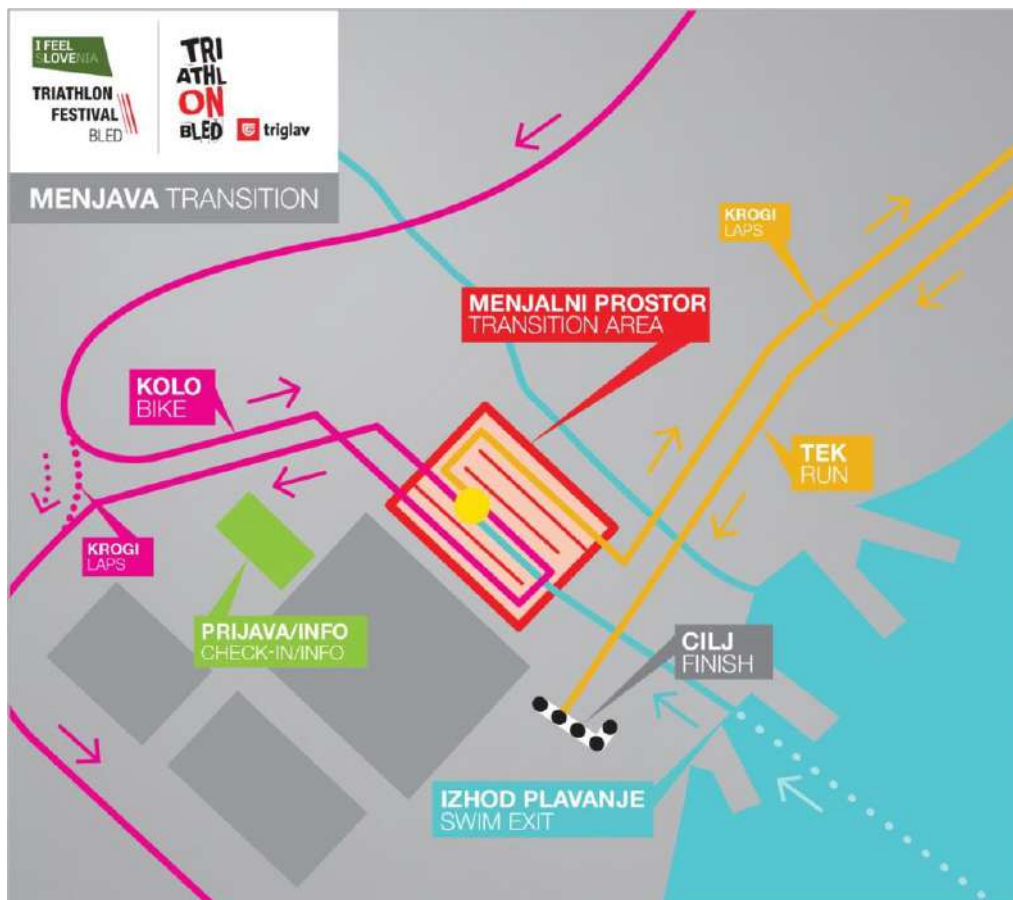 I FEEL
SLOVENIA
TRIATHLON
FESTIVAL
BLED
TRI
ATHL
ON
BLED
triglav
MENJAVA TRANSITION
KROGI
LAPS
MENJALNI PROSTOR
TRANSITION AREA
KOLO
BIKE
TEK
RUN
KROGI
LAPS
PRIJAVA/INFO
CHECK-IN/INFO
CILJ
FINISH
IZHOD PLAVANJE
SWIM EXIT